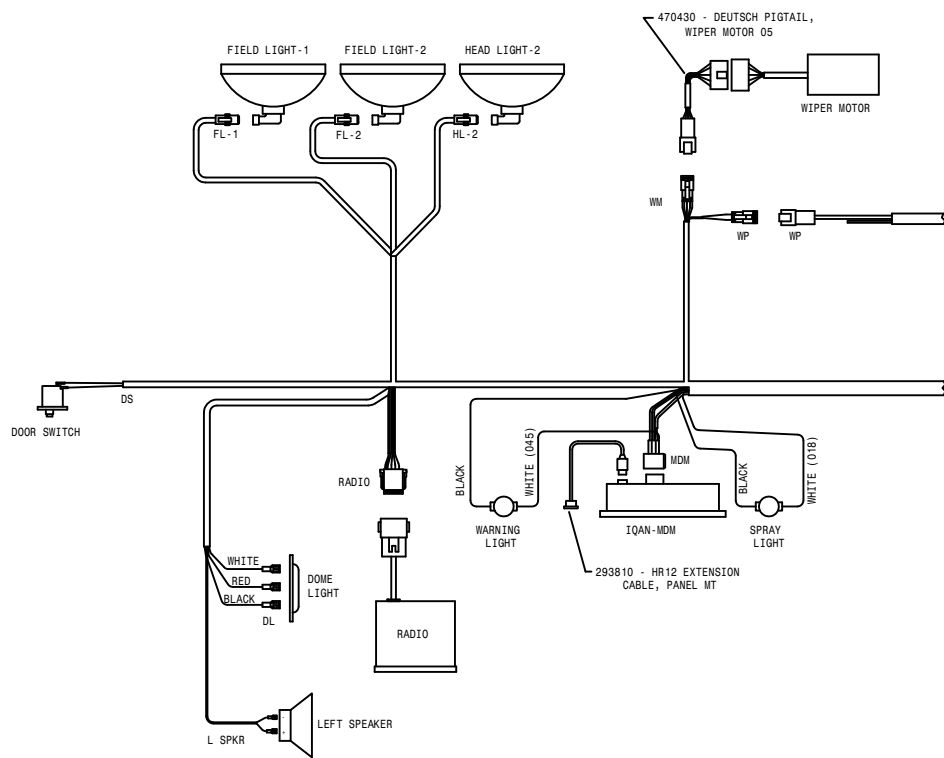 470430 - DEUTSCH PIGTAIL,
WIPER MOTOR 05
FIELD LIGHT-1
FIELD LIGHT-2
HEAD LIGHT-2
WIPER MOTOR
FL-1
FL-2
HL-2
WM
WP
WP
DS
DOOR SWITCH
RADIO
BLACK
WHITE (045)
MDM
BLACK
WHITE (018)
WARNING
LIGHT
IQAN-MDM
SPRAY
LIGHT
293810 - HR12 EXTENSION
CABLE, PANEL MT
WHITE
RED
BLACK
DL
DOME
LIGHT
RADIO
L SPKR
-
+
LEFT SPEAKER